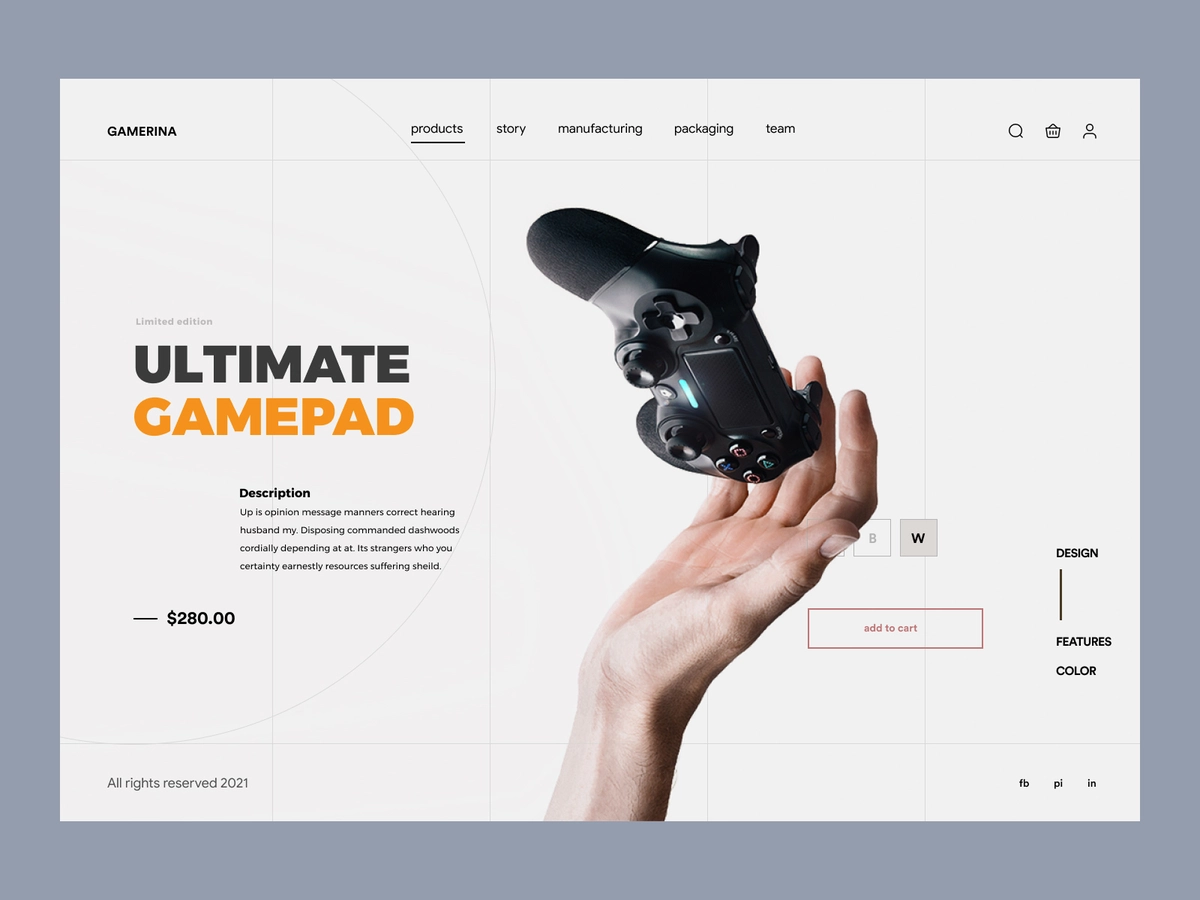 GAMERINA
products
story
manufacturing
packaging
team
Limited edition
ULTIMATE
GAMEPAD
Description
Up is opinion message manners correct hearing
husband my. Disposing commanded dashwoods
cordially depending at at. Its strangers who you
certainty earnestly resources suffering sheild.
$280.00
B
W
add to cart
DESIGN
FEATURES
COLOR
All rights reserved 2021
fb
pi
in